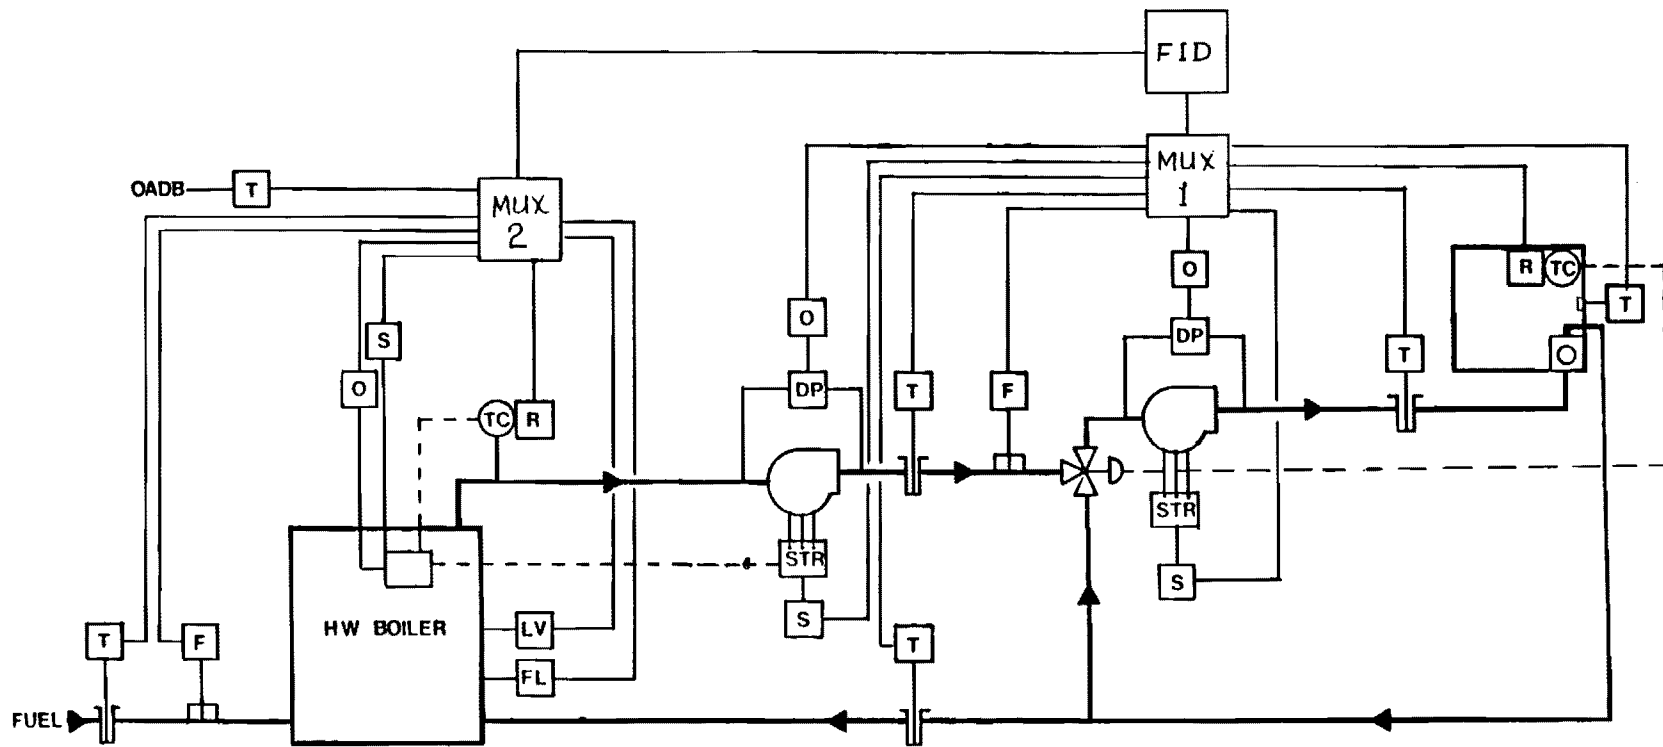 FID
MUX
1
OADB
T
MUX
2
O
R
TC
T
O
S
DP
T
O
DP
T
F
TC
R
STR
STR
S
HW BOILER
LV
S
T
F
T
FL
FUEL